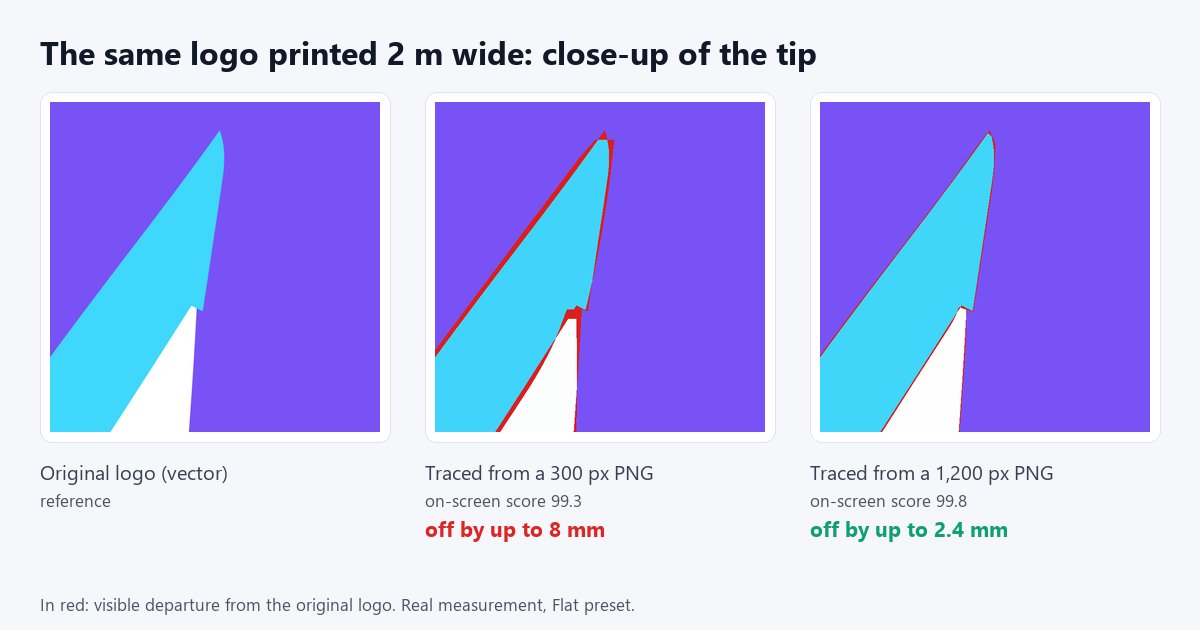 The same logo printed 2 m wide: close-up of the tip
Original logo (vector)
reference
Traced from a 300 px PNG
on-screen score 99.3
off by up to 8 mm
Traced from a 1,200 px PNG
on-screen score 99.8
off by up to 2.4 mm
In red: visible departure from the original logo. Real measurement, Flat preset.